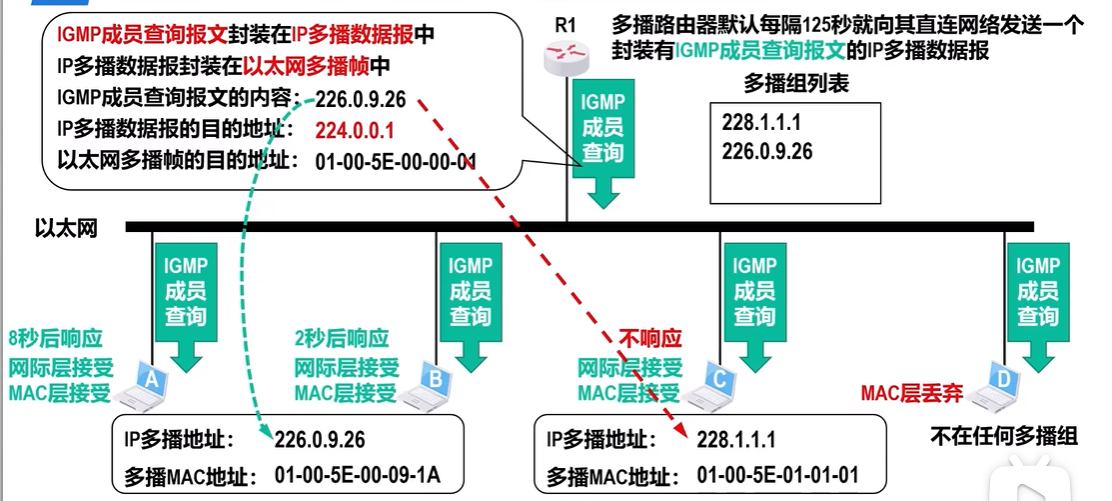 IGMP成员查询报文封装在IP多播数据报中
IP多播数据报封装在以太网多播帧中
IGMP成员查询报文的内容：226.0.9.26
IP多播数据报的目的地址：224.0.0.1
以太网多播帧的目的地址：01-00-5E-00-00-01
R1
多播路由器默认每隔125秒就向其直连网络发送一个
封装有IGMP成员查询报文的IP多播数据报
多播组列表
228.1.1.1
226.0.9.26
IGMP
成员
查询
以太网
IGMP
成员
查询
8秒后响应
网际层接受
MAC层接受
A
IGMP
成员
查询
2秒后响应
网际层接受
MAC层接受
B
IGMP
成员
查询
不响应
网际层接受
MAC层接受
C
IGMP
成员
查询
MAC层丢弃
D
不在任何多播组
IP多播地址：226.0.9.26
多播MAC地址：01-00-5E-00-09-1A
IP多播地址：228.1.1.1
多播MAC地址：01-00-5E-01-01-01